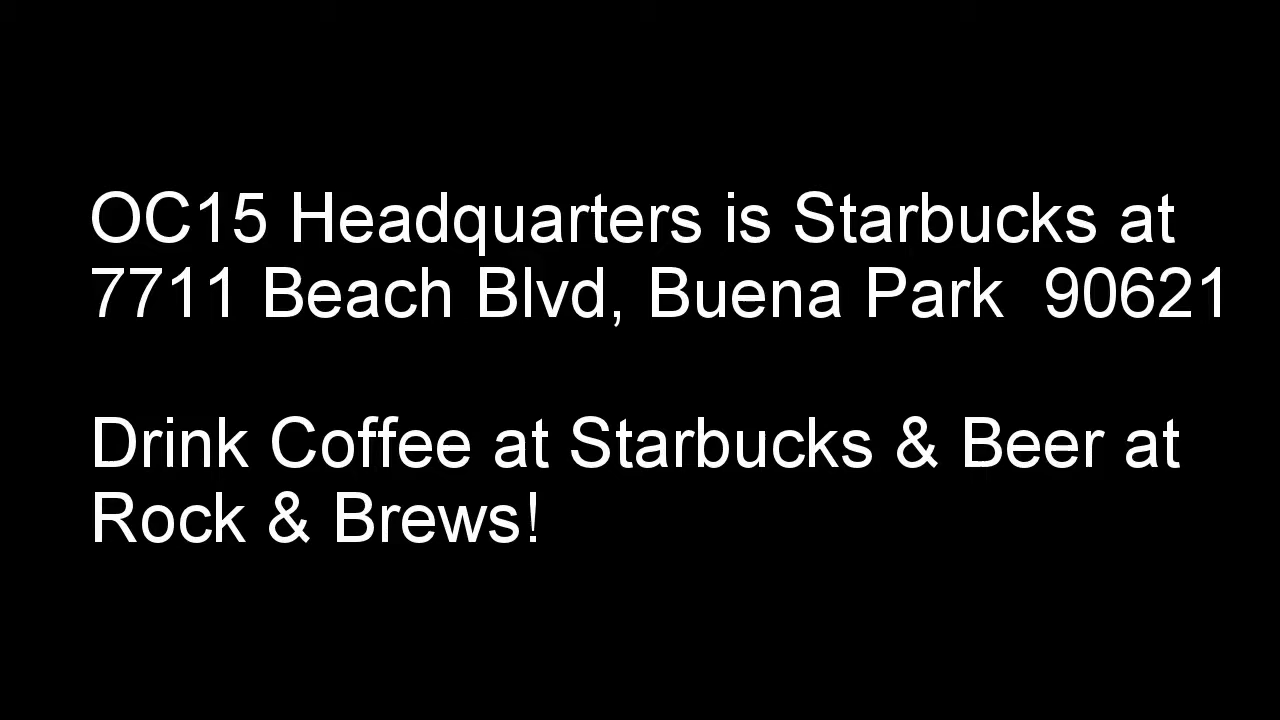 OC15 Headquarters is Starbucks at
7711 Beach Blvd, Buena Park  90621
Drink Coffee at Starbucks & Beer at
Rock & Brews!